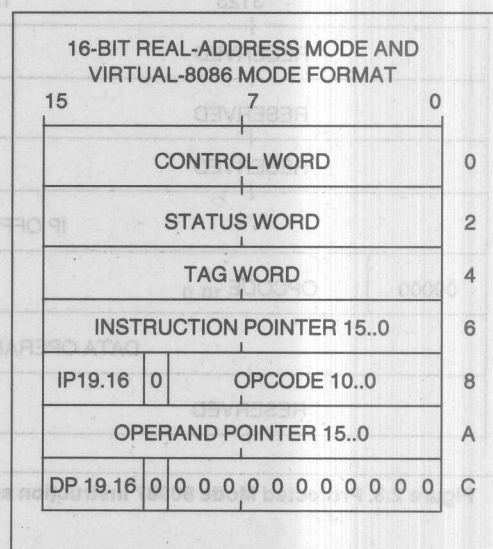 16-BIT REAL-ADDRESS MODE AND
VIRTUAL-8086 MODE FORMAT
15 7 0
CONTROL WORD 0
STATUS WORD 2
TAG WORD 4
INSTRUCTION POINTER 15..0 6
IP19.16 0 OPCODE 10..0 8
OPERAND POINTER 15..0 A
DP 19.16 0 0 0 0 0 0 0 0 0 0 0 0 C